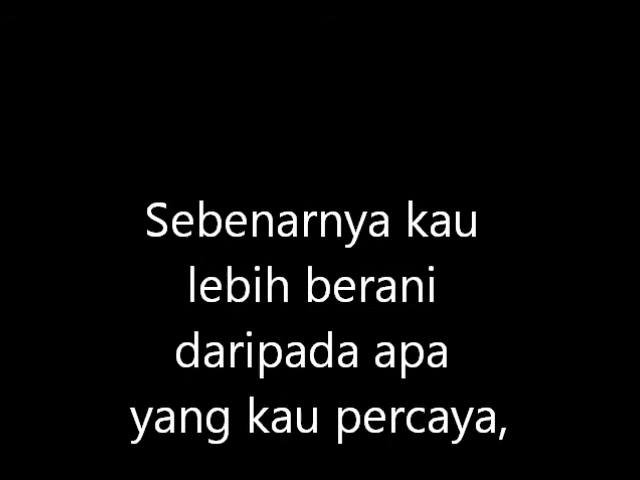 Sebenarnya kau
lebih berani
daripada apa
yang kau percaya,